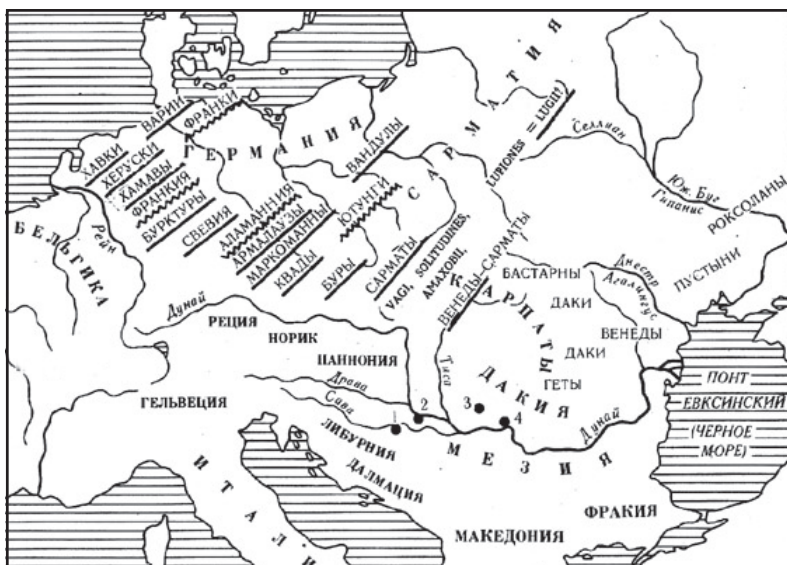 ХАВКИ
ВАРИИ
ФРАНКИ
ХЕРУСКИ
ХАМАВЫ
ФРАНКИЯ
БУРКТУРЫ
СВЕВИЯ
АЛАМАННИЯ
АРМАЛАУЗЫ
МАРКОМАННЫ
КВАДЫ
БУРЫ
ЮТУНГИ
ВАНДУЛЫ
САРМАТЫ
(VAGI, SOLITUDINES,
AMAXOBII,
LUPIONES = LUGII!)
ВЕНЕДЫ-САРМАТЫ
ГЕРМАНИЯ
САРМАТИЯ
БЕЛЬГИКА
Рейн
Дунай
РЕЦИЯ
НОРИК
ПАННОНИЯ
ГЕЛЬВЕЦИЯ
Драва
Сава
Тиса
1
2
3
4
ЛИБУРНИЯ
ДАЛМАЦИЯ
ИТАЛИ
МЕЗИЯ
МАКЕДОНИЯ
ФРАКИЯ
КАРПАТЫ
ДАКИЯ
БАСТАРНЫ
ДАКИ
ДАКИ
ГЕТЫ
ВЕНЕДЫ
Днестр
Агалингус
Дунай
Селлиан
Юж. Буг
Гипанис
РОКСОЛАНЫ
ПУСТЫНИ
ПОНТ
ЕВКСИНСКИЙ
(ЧЕРНОЕ
МОРЕ)